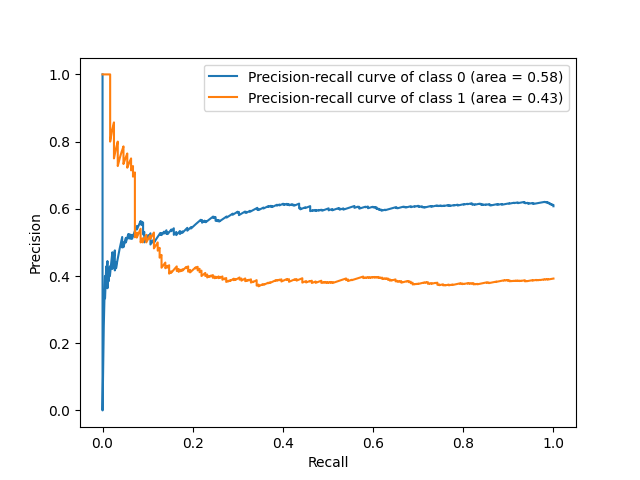 Precision-recall curve of class 0 (area = 0.58)
Precision-recall curve of class 1 (area = 0.43)
1.0
0.8
0.6
0.4
0.2
0.0
Precision
0.0 0.2 0.4 0.6 0.8 1.0
Recall